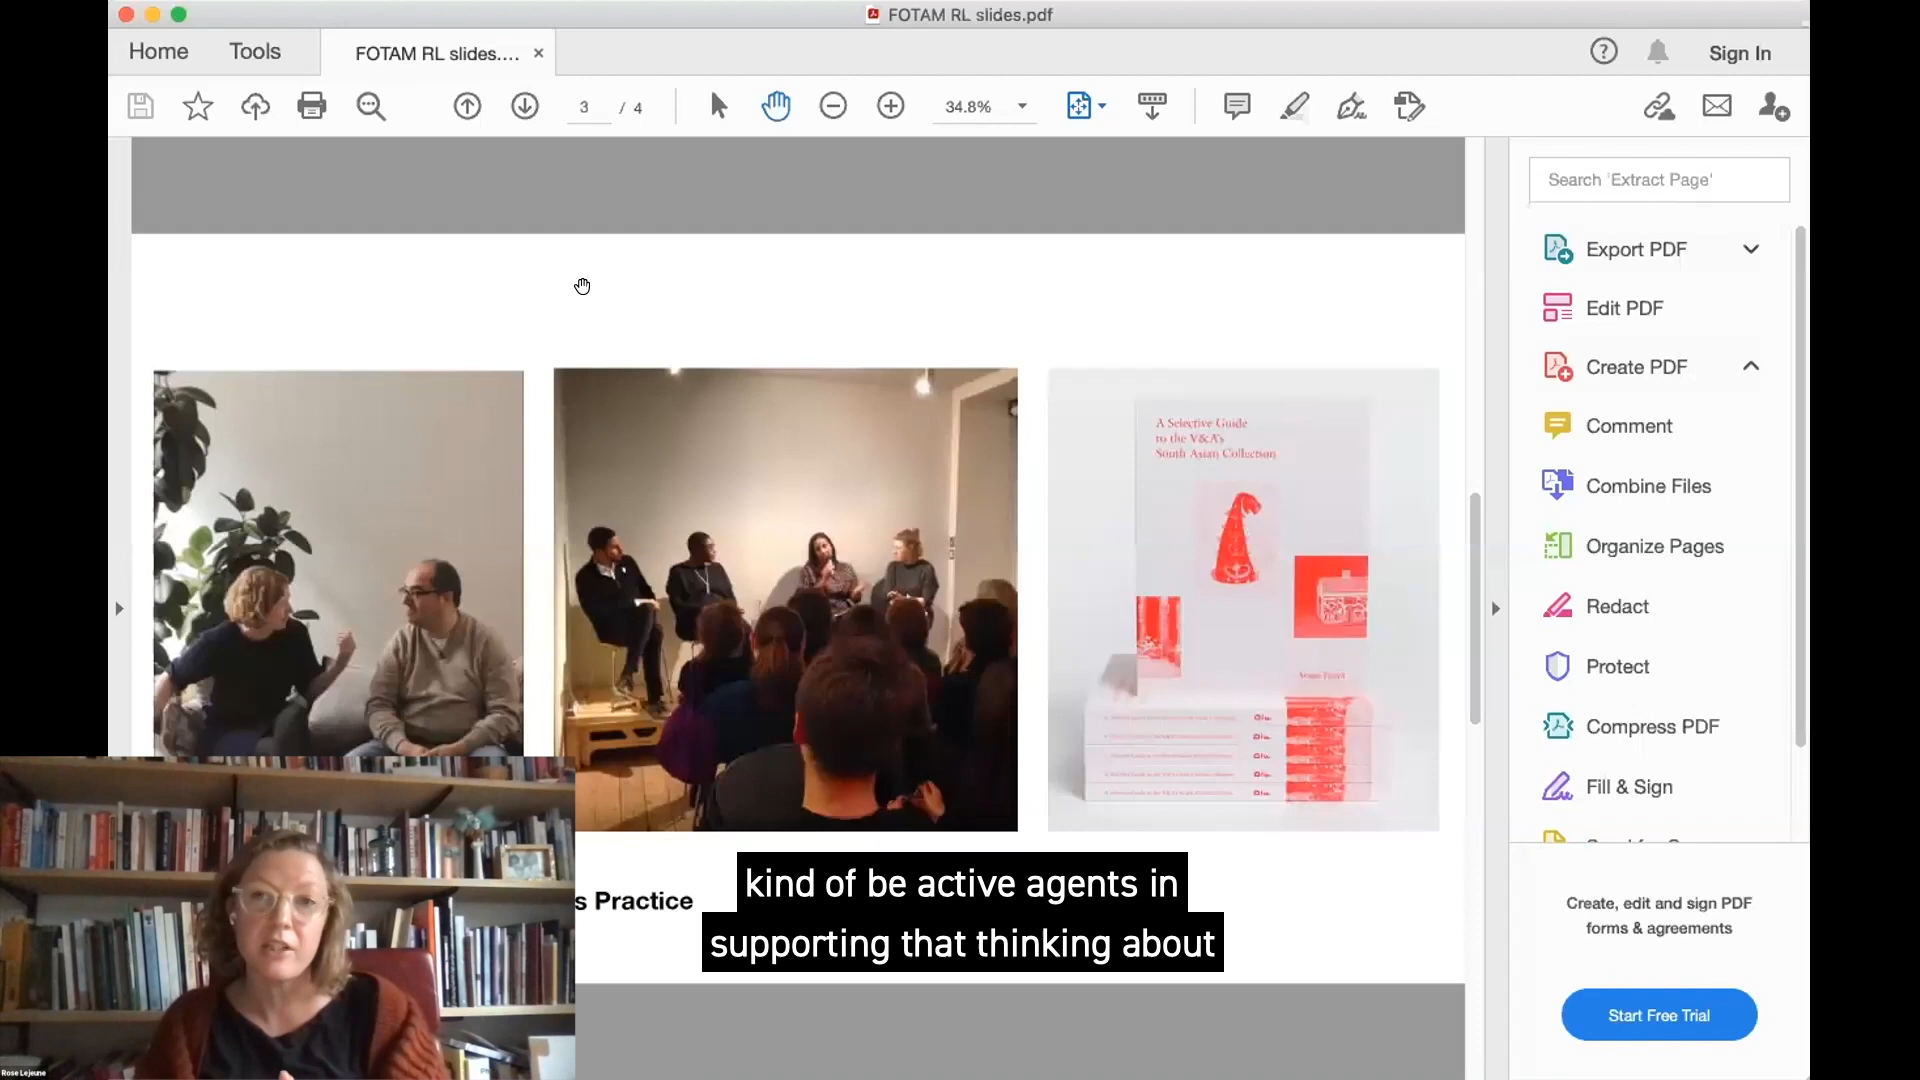 FOTAM RL slides.pdf
Home
Tools
FOTAM RL slides....
Sign In
3 / 4
34.8%
Search 'Extract Page'
Export PDF
Edit PDF
Create PDF
Comment
Combine Files
Organize Pages
Redact
Protect
Compress PDF
Fill & Sign
Create, edit and sign PDF
forms & agreements
Start Free Trial
A Selective Guide
to the V&A's
South Asian Collection
s Practice
kind of be active agents in
supporting that thinking about
Rose Lejeune